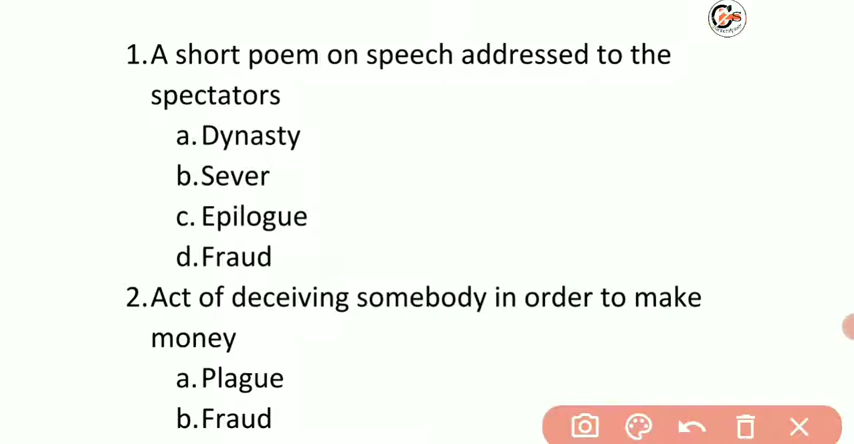 1.A short poem on speech addressed to the
spectators
a.Dynasty
b.Sever
c. Epilogue
d.Fraud
2.Act of deceiving somebody in order to make
money
a.Plague
b.Fraud